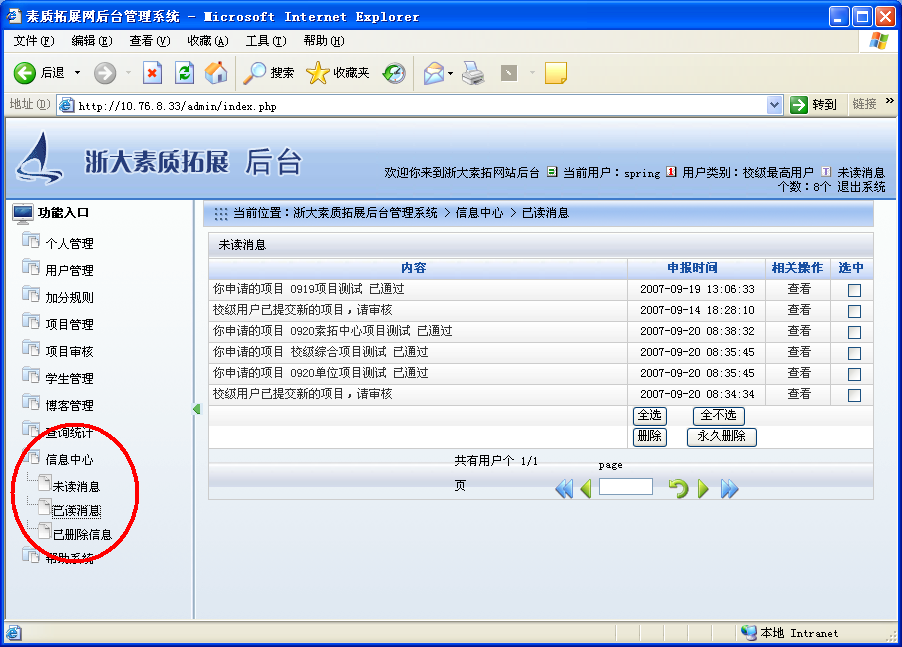 素质拓展网后台管理系统 - Microsoft Internet Explorer
文件(F) 编辑(E) 查看(V) 收藏(A) 工具(T) 帮助(H)
后退 搜索 收藏夹
地址(D) http://10.76.8.33/admin/index.php 转到 链接 »
浙大素质拓展 后台
欢迎你来到浙大素拓网站后台 当前用户：spring 用户类别：校级最高用户 未读消息
个数：8个 退出系统
功能入口
个人管理
用户管理
加分规则
项目管理
项目审核
学生管理
博客管理
查询统计
信息中心
未读消息
已读消息
已删除信息
帮助系统
当前位置：浙大素质拓展后台管理系统 > 信息中心 > 已读消息
未读消息
内容 申报时间 相关操作 选中
你申请的项目 0919项目测试 已通过 2007-09-19 13:06:33 查看
校级用户已提交新的项目，请审核 2007-09-14 18:28:10 查看
你申请的项目 0920素拓中心项目测试 已通过 2007-09-20 08:38:32 查看
你申请的项目 校级综合项目测试 已通过 2007-09-20 08:35:45 查看
你申请的项目 0920单位项目测试 已通过 2007-09-20 08:35:45 查看
校级用户已提交新的项目，请审核 2007-09-20 08:34:34 查看
全选 全不选
删除 永久删除
共有用户个 1/1 page
页
本地 Intranet